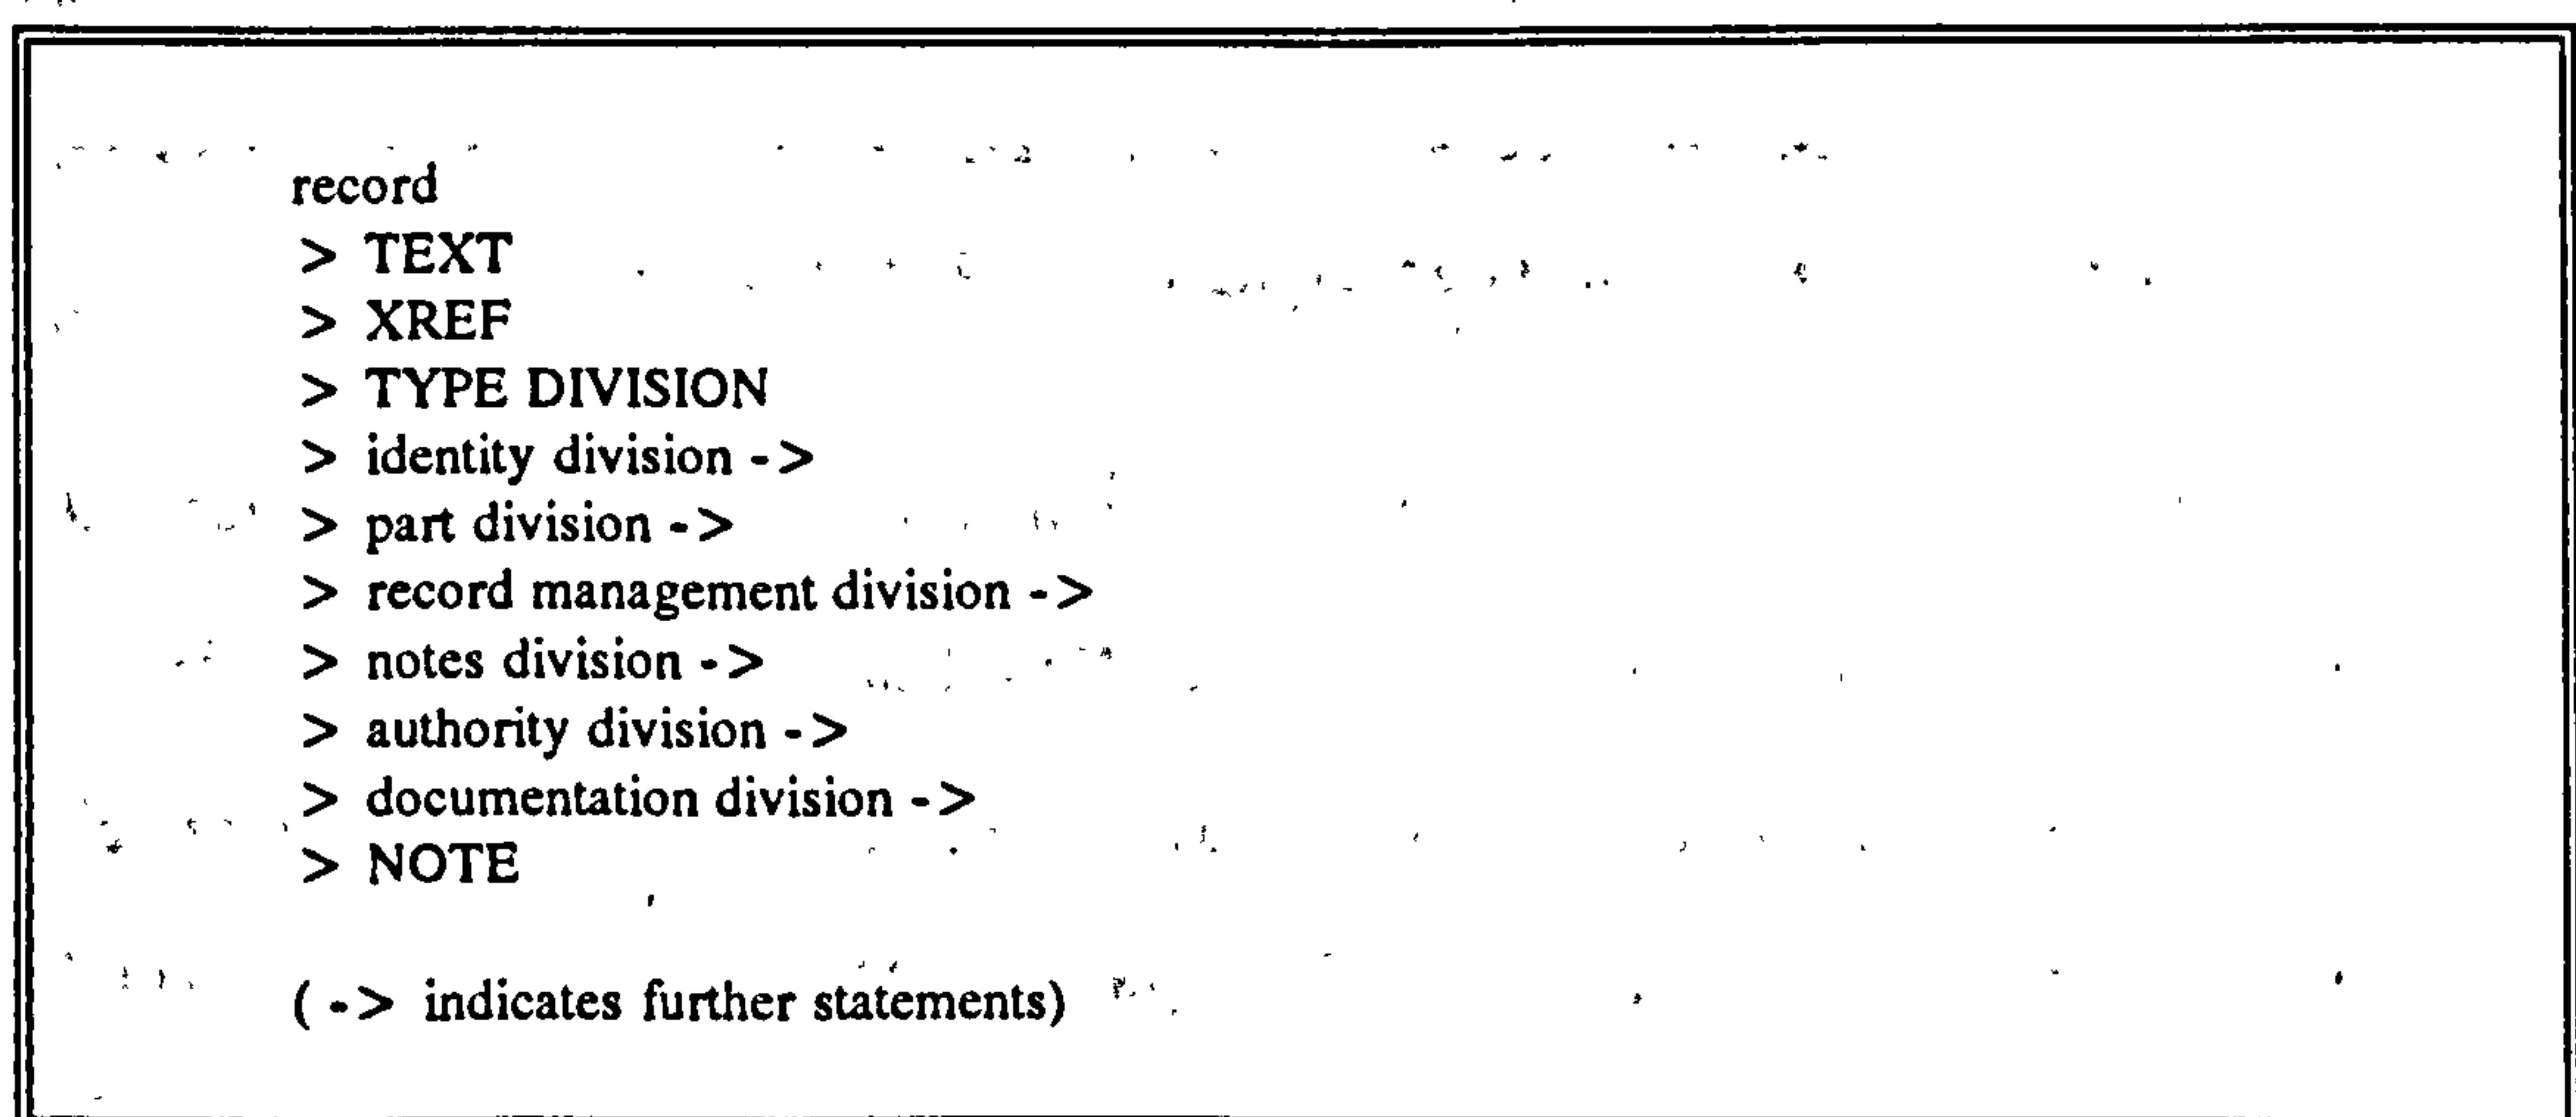 record
> TEXT
> XREF
> TYPE DIVISION
> identity division ->
> part division ->
> record management division ->
> notes division ->
> authority division ->
> documentation division ->
> NOTE
( -> indicates further statements)